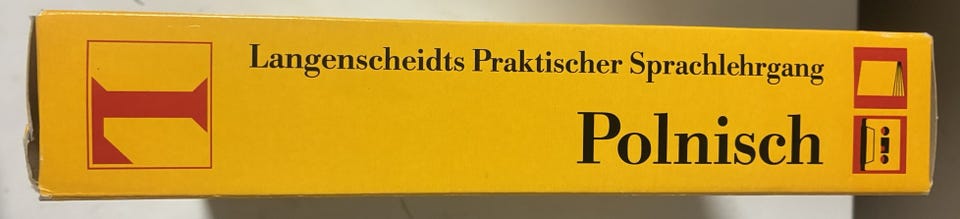 Langenscheidts Praktischer Sprachlehrgang
Polnisch